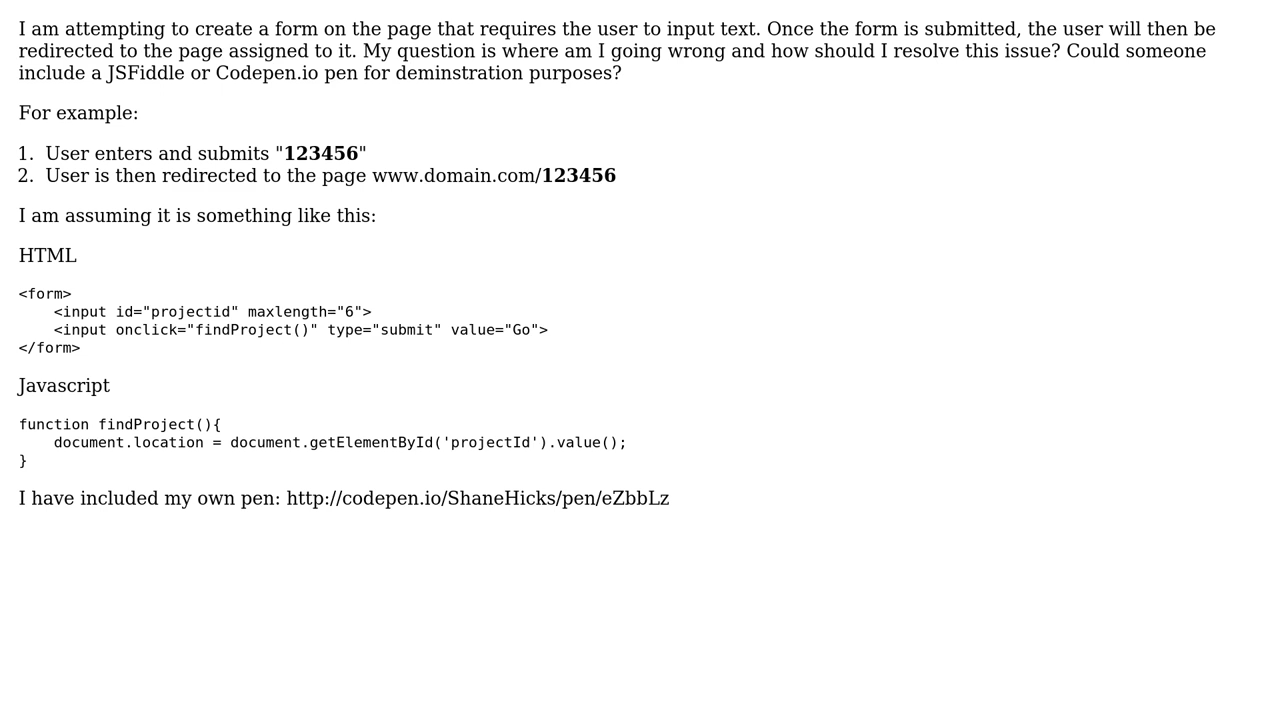 I am attempting to create a form on the page that requires the user to input text. Once the form is submitted, the user will then be
redirected to the page assigned to it. My question is where am I going wrong and how should I resolve this issue? Could someone
include a JSFiddle or Codepen.io pen for deminstration purposes?
For example:
1. User enters and submits "123456"
2. User is then redirected to the page www.domain.com/123456
I am assuming it is something like this:
HTML
<form>
    <input id="projectid" maxlength="6">
    <input onclick="findProject()" type="submit" value="Go">
</form>
Javascript
function findProject(){
    document.location = document.getElementById('projectId').value();
}
I have included my own pen: http://codepen.io/ShaneHicks/pen/eZbbLz